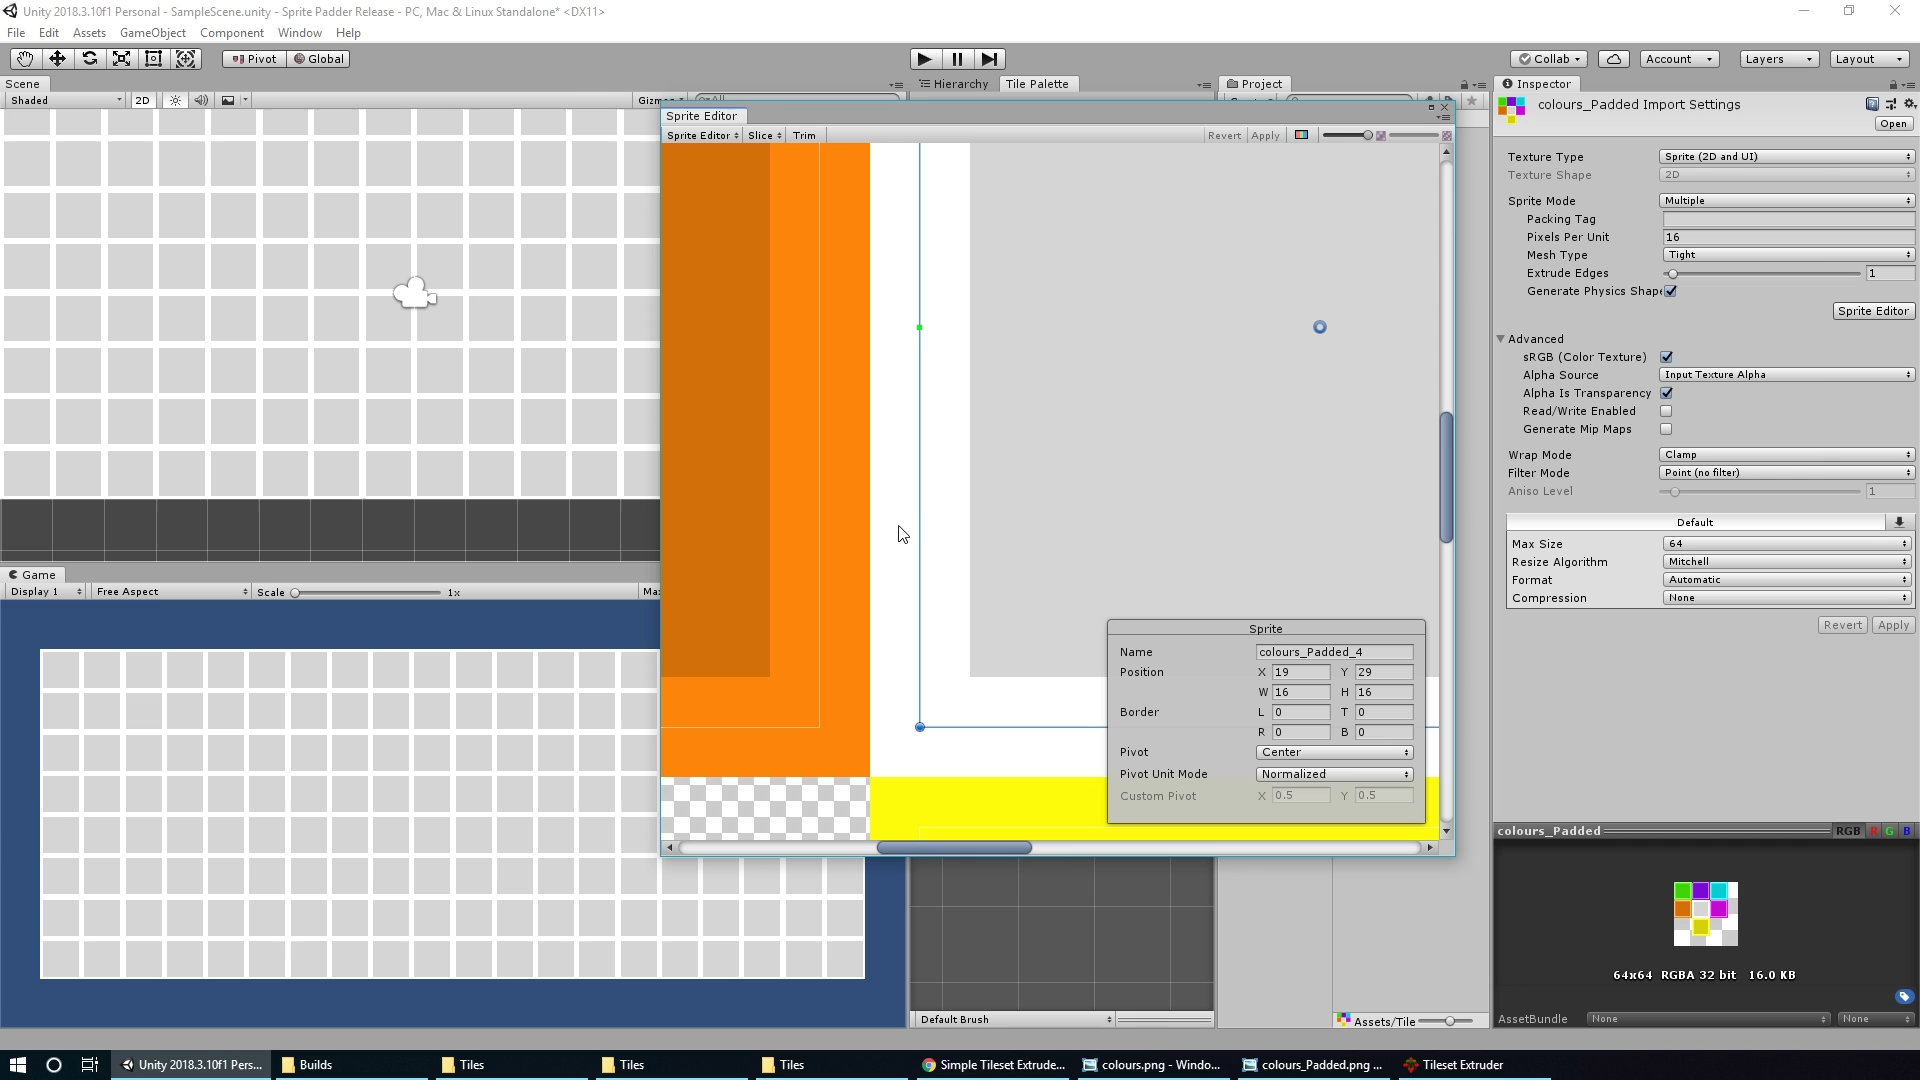 Unity 2018.3.10f1 Personal - SampleScene.unity - Sprite Padder Release - PC, Mac & Linux Standalone* <DX11>
File Edit Assets GameObject Component Window Help
Pivot Global Collab Account Layers Layout
Scene
Shaded 2D
Hierarchy Tile Palette
Project
Sprite Editor
Sprite Editor Slice Trim Revert Apply
Sprite
Name colours_Padded_4
Position X 19 Y 29
W 16 H 16
Border L 0 T 0
R 0 B 0
Pivot Center
Pivot Unit Mode Normalized
Custom Pivot X 0.5 Y 0.5
Game
Display 1 Free Aspect Scale 1x
Default Brush
Assets/Tile
Inspector
colours_Padded Import Settings
Open
Texture Type Sprite (2D and UI)
Texture Shape 2D
Sprite Mode Multiple
Packing Tag
Pixels Per Unit 16
Mesh Type Tight
Extrude Edges 1
Generate Physics Shape
Sprite Editor
Advanced
sRGB (Color Texture)
Alpha Source Input Texture Alpha
Alpha Is Transparency
Read/Write Enabled
Generate Mip Maps
Wrap Mode Clamp
Filter Mode Point (no filter)
Aniso Level 1
Default
Max Size 64
Resize Algorithm Mitchell
Format Automatic
Compression None
Revert Apply
colours_Padded RGB R G B
64x64 RGBA 32 bit 16.0 KB
AssetBundle None None
Unity 2018.3.10f1 Pers... Builds Tiles Tiles Tiles Simple Tileset Extrude... colours.png - Windo... colours_Padded.png ... Tileset Extruder